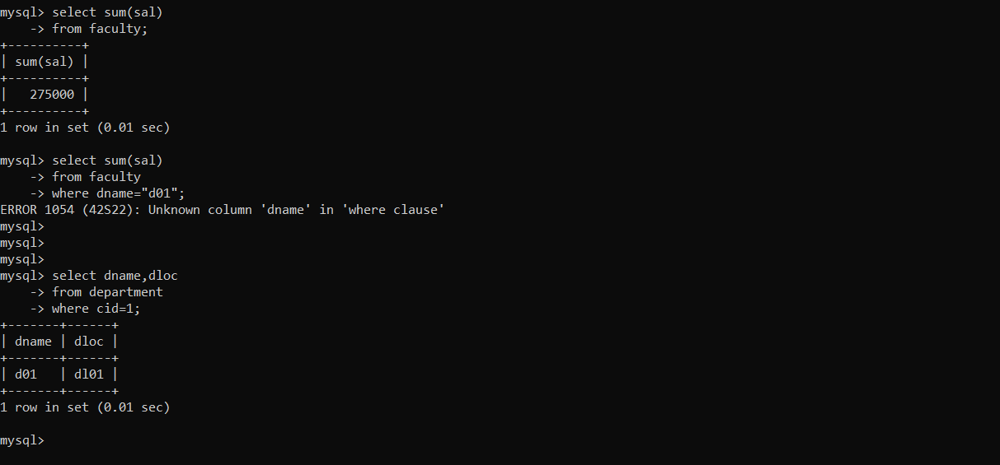 mysql> select sum(sal)
    -> from faculty;
+----------+
| sum(sal) |
+----------+
|   275000 |
+----------+
1 row in set (0.01 sec)

mysql> select sum(sal)
    -> from faculty
    -> where dname="d01";
ERROR 1054 (42S22): Unknown column 'dname' in 'where clause'
mysql>
mysql>
mysql>
mysql> select dname,dloc
    -> from department
    -> where cid=1;
+-------+------+
| dname | dloc |
+-------+------+
| d01   | dl01 |
+-------+------+
1 row in set (0.01 sec)

mysql>